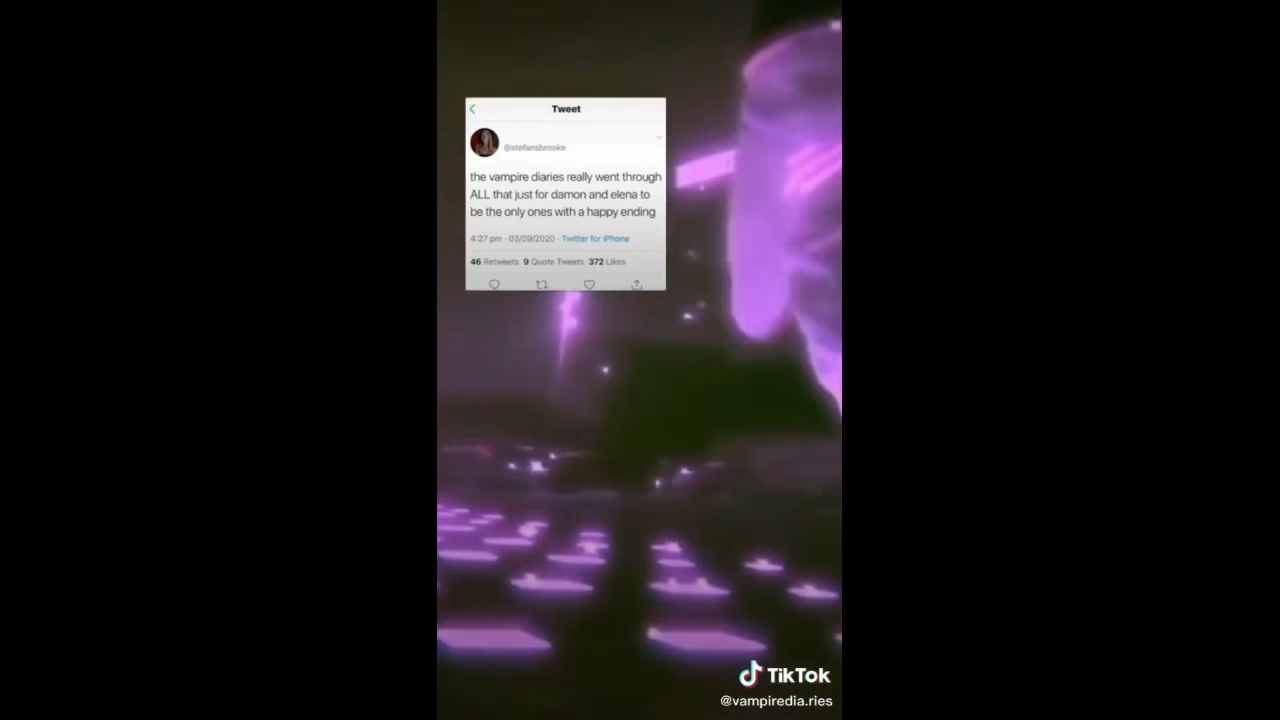 Tweet
@stefansbrooke
the vampire diaries really went through
ALL that just for damon and elena to
be the only ones with a happy ending
4:27 pm · 03/09/2020 · Twitter for iPhone
46 Retweets 9 Quote Tweets 372 Likes
TikTok
@vampiredia.ries